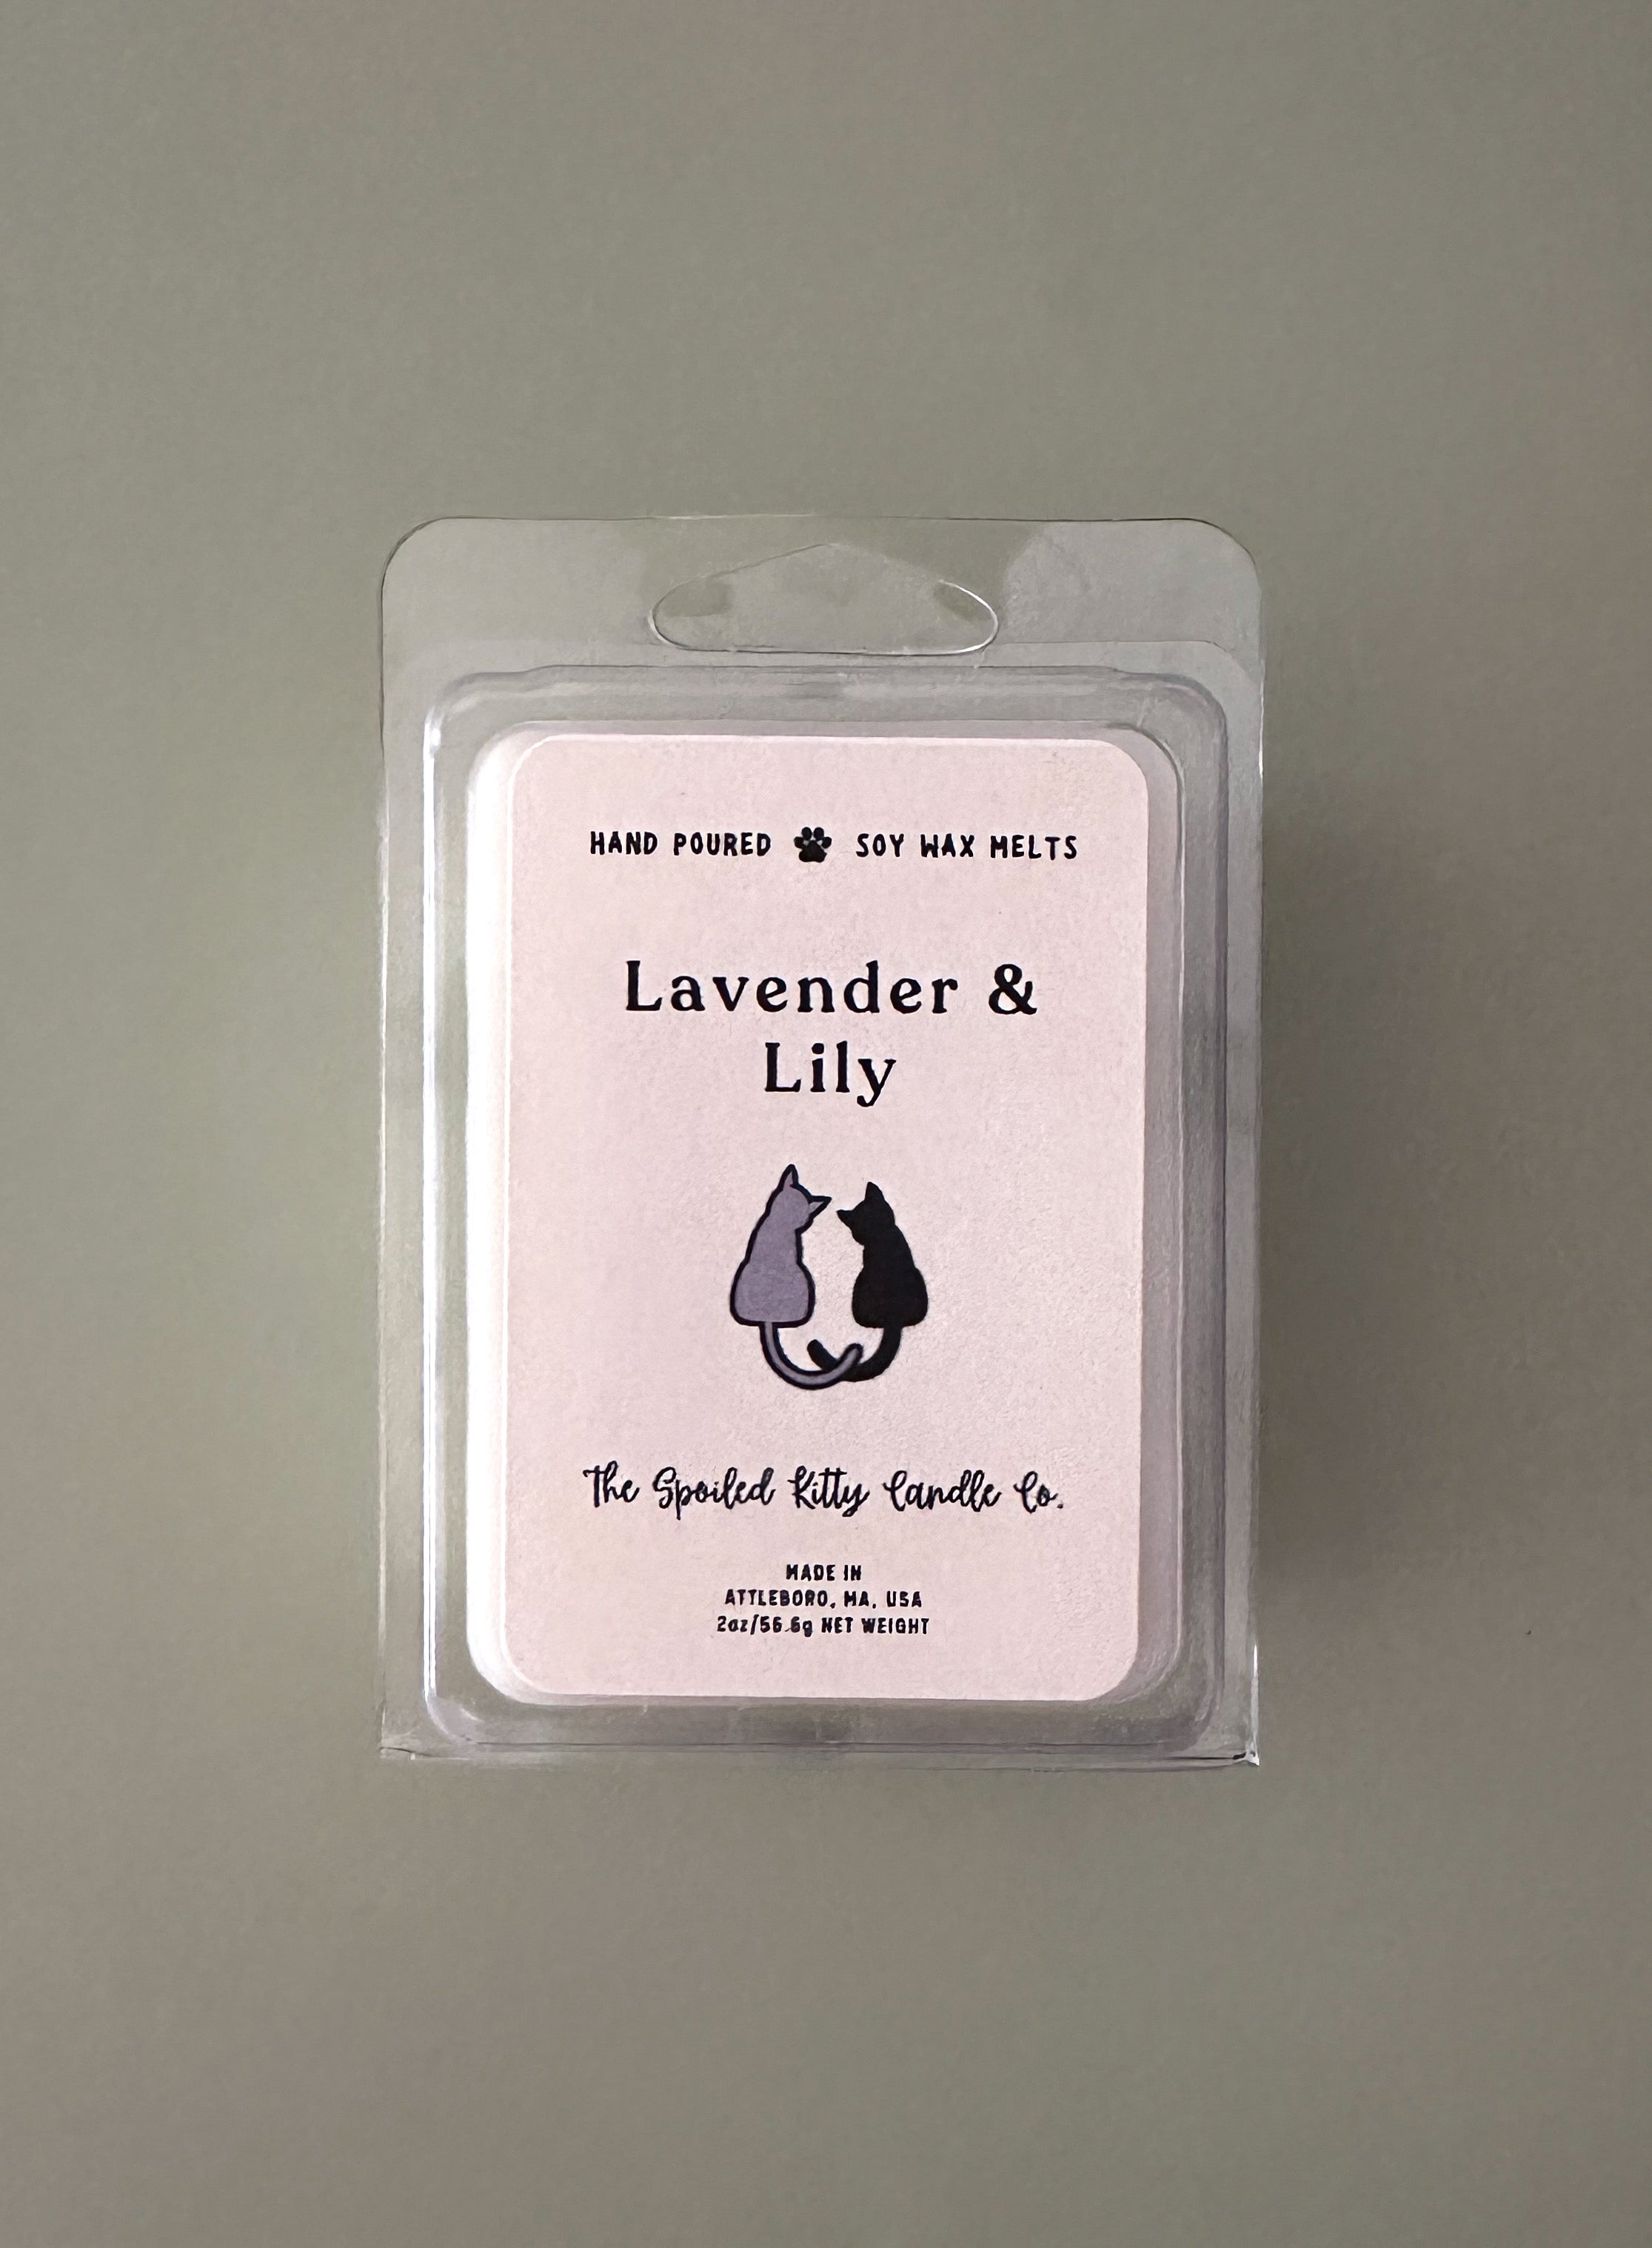 HAND POURED SOY WAX MELTS
Lavender &
Lily
The Spoiled Kitty Candle Co.
MADE IN
ATTLEBORO, MA, USA
2oz/56.6g NET WEIGHT